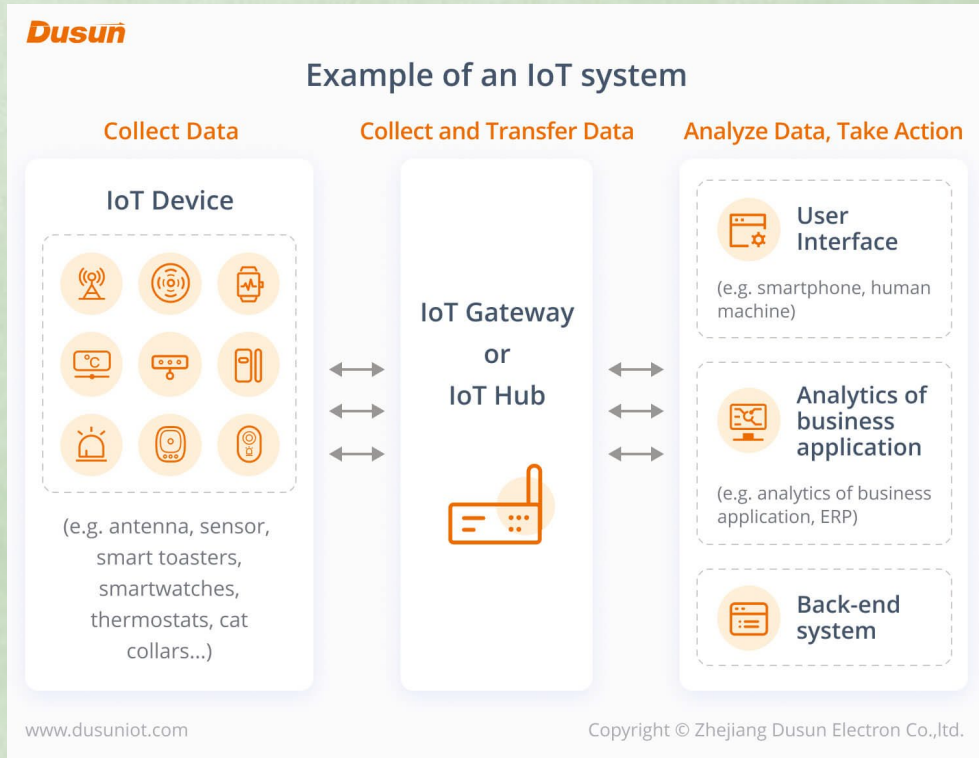 Dusun
Example of an IoT system
Collect Data
IoT Device
°C
(e.g. antenna, sensor,
smart toasters,
smartwatches,
thermostats, cat
collars...)
Collect and Transfer Data
IoT Gateway
or
IoT Hub
Analyze Data, Take Action
User
Interface
(e.g. smartphone, human
machine)
Analytics of
business
application
(e.g. analytics of business
application, ERP)
Back-end
system
www.dusuniot.com
Copyright © Zhejiang Dusun Electron Co.,ltd.